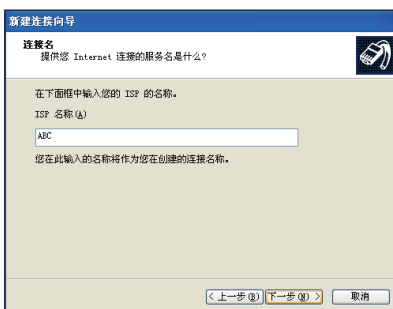 新建连接向导
连接名
提供您 Internet 连接的服务名是什么?
在下面框中输入您的 ISP 的名称。
ISP 名称(A)
ABC
您在此输入的名称将作为您在创建的连接名称。
< 上一步(B) 下一步(N) > 取消